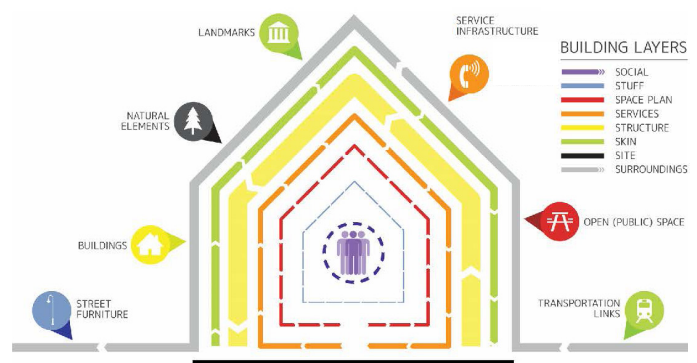 LANDMARKS
SERVICE
INFRASTRUCTURE
BUILDING LAYERS
SOCIAL
STUFF
SPACE PLAN
SERVICES
STRUCTURE
SKIN
SITE
SURROUNDINGS
NATURAL
ELEMENTS
BUILDINGS
OPEN (PUBLIC) SPACE
STREET
FURNITURE
TRANSPORTATION
LINKS